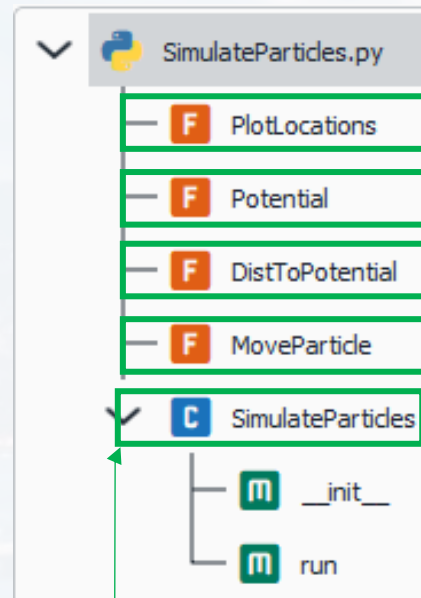 SimulateParticles.py
F PlotLocations
F Potential
F DistToPotential
F MoveParticle
C SimulateParticles
m __init__
m run